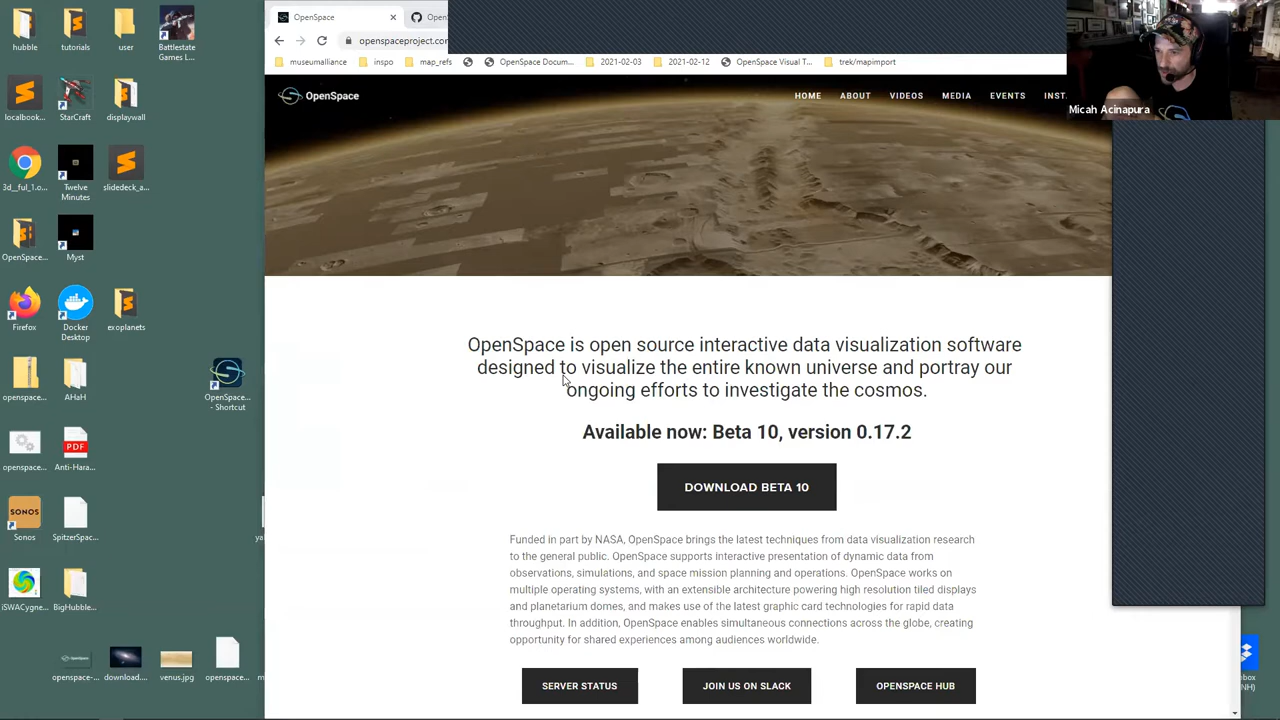 hubble
tutorials
user
Battlestate
Games L...
localbook...
StarCraft
displaywall
3d__ful_1.o...
Twelve
Minutes
slidedeck_a...
OpenSpace...
Myst
Firefox
Docker
Desktop
exoplanets
openspace...
AHaH
OpenSpace...
- Shortcut
openspace...
PDF
Anti-Hara...
SONOS
Sonos
SpitzerSpac...
iSWACygne...
BigHubble...
openspace-...
download....
venus.jpg
openspace...
OpenSpace
openspaceproject.com
museumalliance
inspo
map_refs
OpenSpace Docum...
2021-02-03
2021-02-12
OpenSpace Visual T...
trek/mapimport
OpenSpace
HOME
ABOUT
VIDEOS
MEDIA
EVENTS
Micah Acinapura
OpenSpace is open source interactive data visualization software
designed to visualize the entire known universe and portray our
ongoing efforts to investigate the cosmos.
Available now: Beta 10, version 0.17.2
DOWNLOAD BETA 10
Funded in part by NASA, OpenSpace brings the latest techniques from data visualization research
to the general public. OpenSpace supports interactive presentation of dynamic data from
observations, simulations, and space mission planning and operations. OpenSpace works on
multiple operating systems, with an extensible architecture powering high resolution tiled displays
and planetarium domes, and makes use of the latest graphic card technologies for rapid data
throughput. In addition, OpenSpace enables simultaneous connections across the globe, creating
opportunity for shared experiences among audiences worldwide.
SERVER STATUS
JOIN US ON SLACK
OPENSPACE HUB